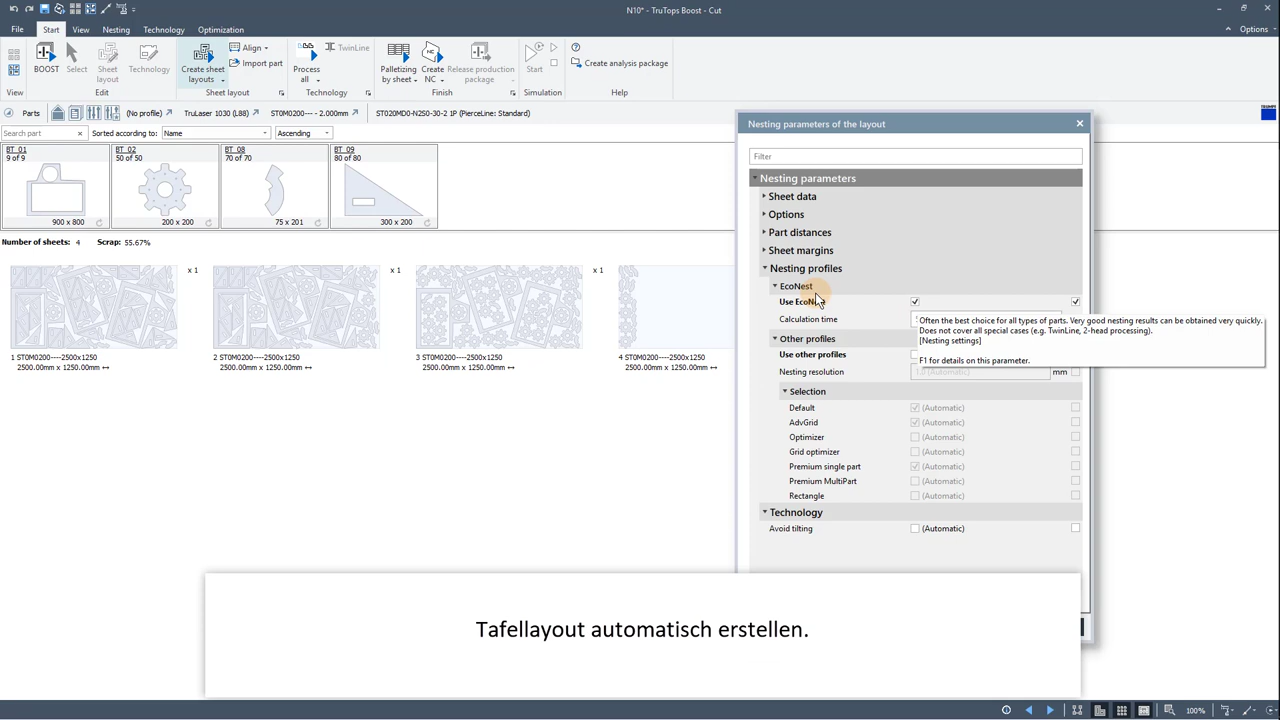 N10* - TruTops Boost - Cut
File
Start
View
Nesting
Technology
Optimization
Options
BOOST
Select
Sheet layout
Technology
Create sheet layouts
Align
Import part
Process all
TwinLine
Palletizing by sheet
Create NC
Release production package
Start
Create analysis package
View
Edit
Sheet layout
Technology
Finish
Simulation
Help
Parts
(No profile)
TruLaser 1030 (L88)
ST0M0200--- - 2.000mm
ST020MD0-N2S0-30-2 1P (PierceLine: Standard)
TRUMPF
Search part
Sorted according to:
Name
Ascending
BT_01
9 of 9
900 x 800
BT_02
50 of 50
200 x 200
BT_08
70 of 70
75 x 201
BT_09
80 of 80
300 x 200
Number of sheets: 4 Scrap: 55.67%
x 1
x 1
x 1
1 ST0M0200----2500x1250
2500.00mm x 1250.00mm
2 ST0M0200----2500x1250
2500.00mm x 1250.00mm
3 ST0M0200----2500x1250
2500.00mm x 1250.00mm
4 ST0M0200----2500x1250
2500.00mm x 1250.00mm
Nesting parameters of the layout
Filter
Nesting parameters
Sheet data
Options
Part distances
Sheet margins
Nesting profiles
EcoNest
Use EcoNest
Calculation time
Often the best choice for all types of parts. Very good nesting results can be obtained very quickly.
Does not cover all special cases (e.g. TwinLine, 2-head processing).
[Nesting settings]
F1 for details on this parameter.
Other profiles
Use other profiles
Nesting resolution 1.0 (Automatic) mm
Selection
Default (Automatic)
AdvGrid (Automatic)
Optimizer (Automatic)
Grid optimizer (Automatic)
Premium single part (Automatic)
Premium MultiPart (Automatic)
Rectangle (Automatic)
Technology
Avoid tilting (Automatic)
Tafellayout automatisch erstellen.
100%